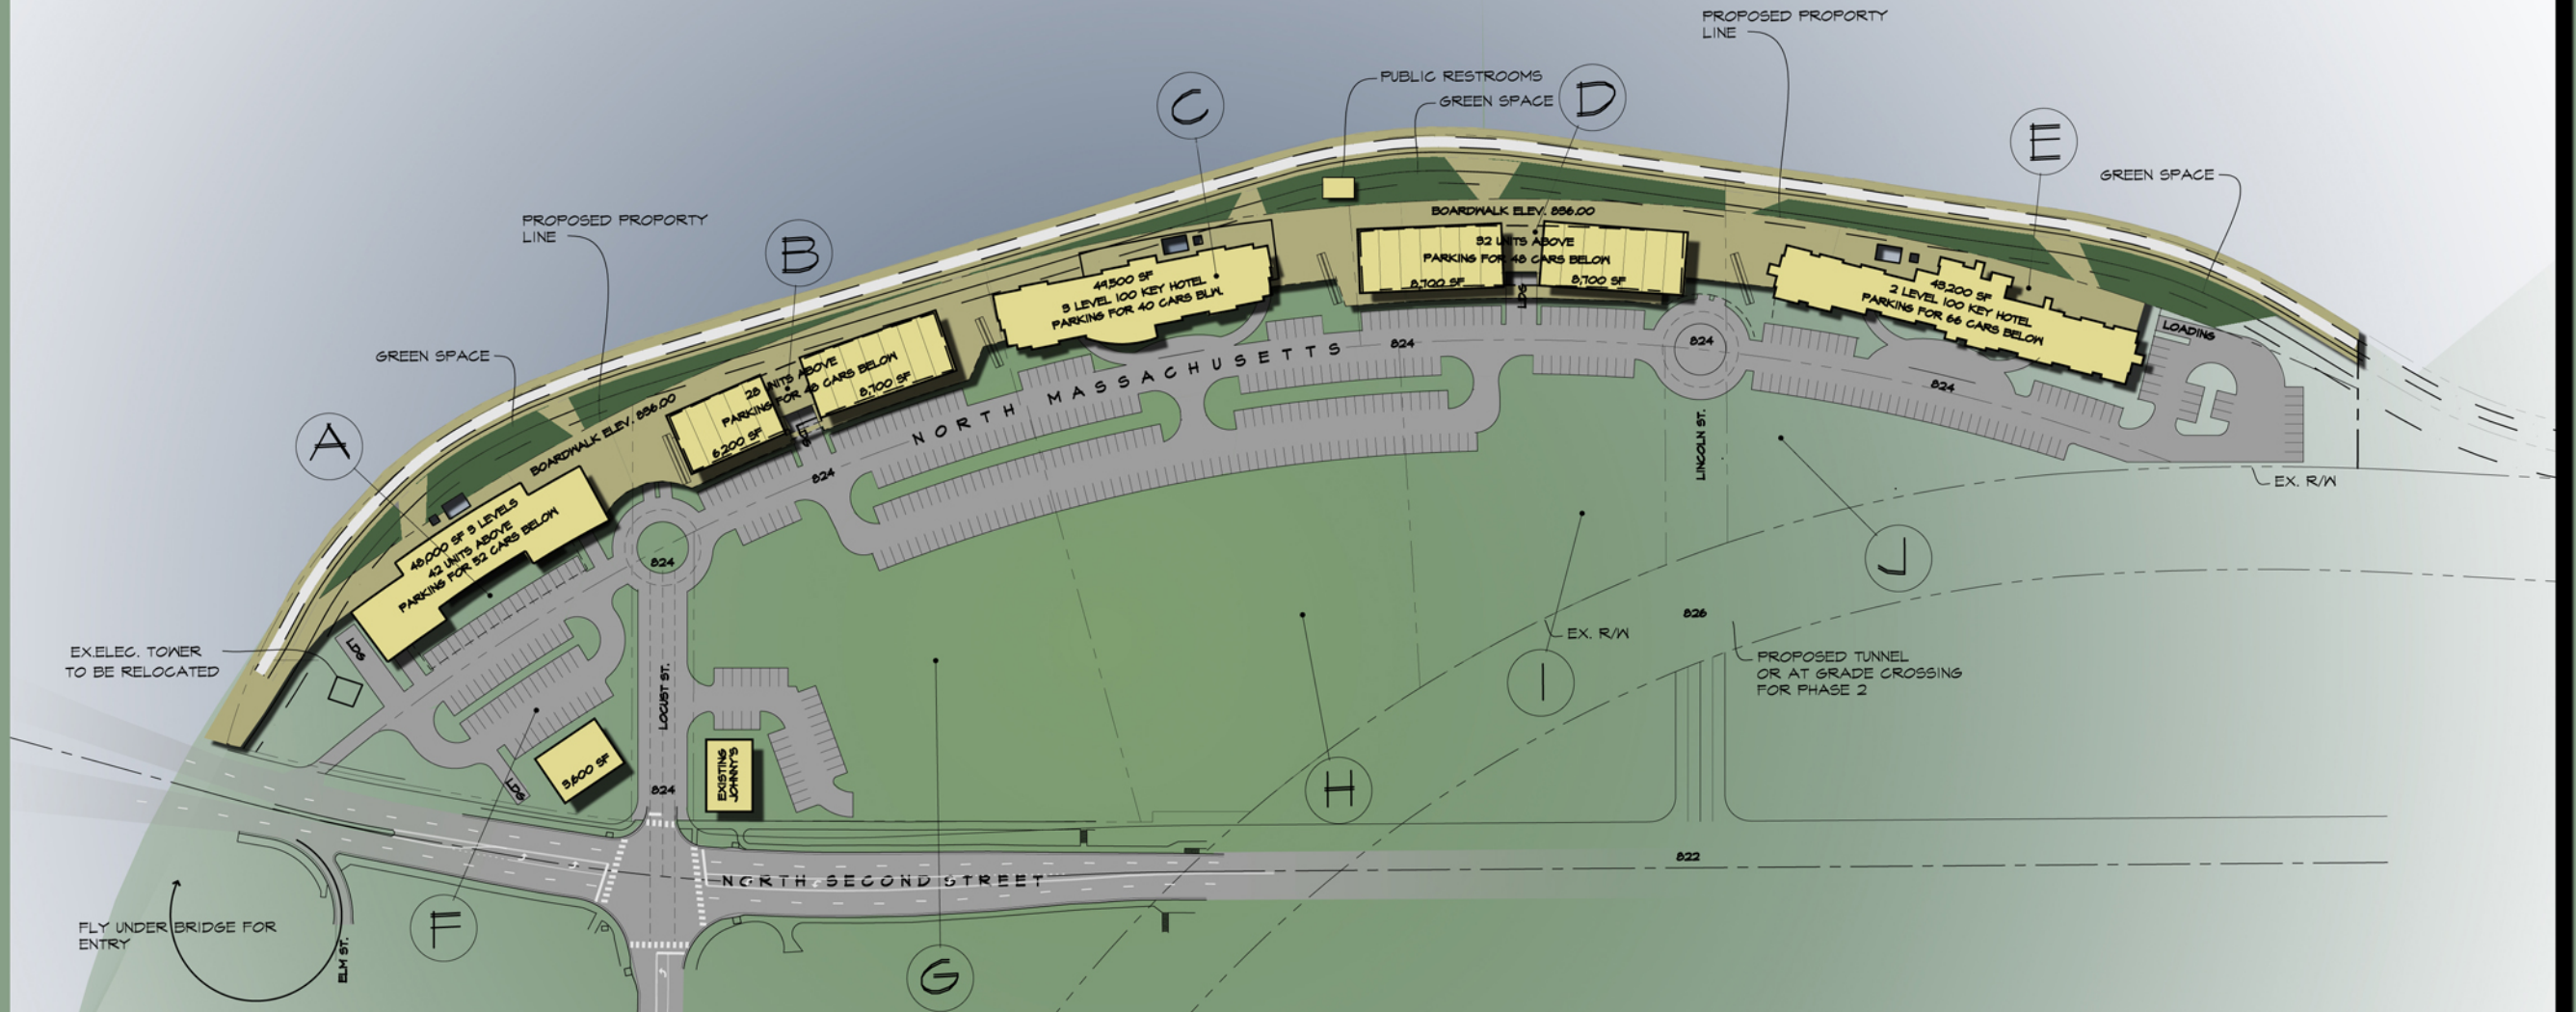 PROPOSED PROPORTY
LINE
PUBLIC RESTROOMS
GREEN SPACE
D
C
E
GREEN SPACE
PROPOSED PROPORTY
LINE
B
BOARDWALK ELEV. 836.00
32 UNITS ABOVE
PARKING FOR 48 CARS BELOW
8,700 SF
8,700 SF
LDG
49,500 SF
5 LEVEL 100 KEY HOTEL
PARKING FOR 40 CARS BLW.
43,200 SF
2 LEVEL 100 KEY HOTEL
PARKING FOR 66 CARS BELOW
LOADING
GREEN SPACE
28 UNITS ABOVE
PARKING FOR 48 CARS BELOW
8,700 SF
6,200 SF
LDG
NORTH MASSACHUSETTS
824
824
824
824
LINCOLN ST.
A
BOARDWALK ELEV. 836.00
48,000 SF 3 LEVELS
42 UNITS ABOVE
PARKING FOR 52 CARS BELOW
EX. R/W
J
824
LDG
EX.ELEC. TOWER
TO BE RELOCATED
826
EX. R/W
I
PROPOSED TUNNEL
OR AT GRADE CROSSING
FOR PHASE 2
LOCUST ST.
3,600 SF
LDG
EXISTING
JOHNNY'S
824
H
822
NORTH SECOND STREET
F
G
FLY UNDER BRIDGE FOR
ENTRY
ELM ST.